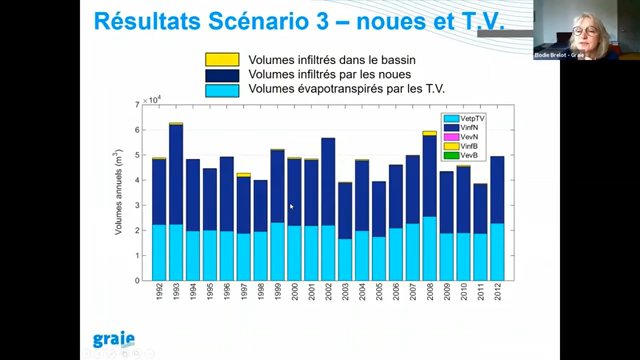 Résultats Scénario 3 – noues et T.V.
Elodie Brelot - Graie
Volumes infiltrés dans le bassin
Volumes infiltrés par les noues
Volumes évapotranspirés par les T.V.
7 ×10⁴
6
5
4
3
2
1
0
Volumes annuels (m³)
VetpTV
VinfN
VevN
VinfB
VevB
1992 1993 1994 1995 1996 1997 1998 1999 2000 2001 2002 2003 2004 2005 2006 2007 2008 2009 2010 2011 2012
graie